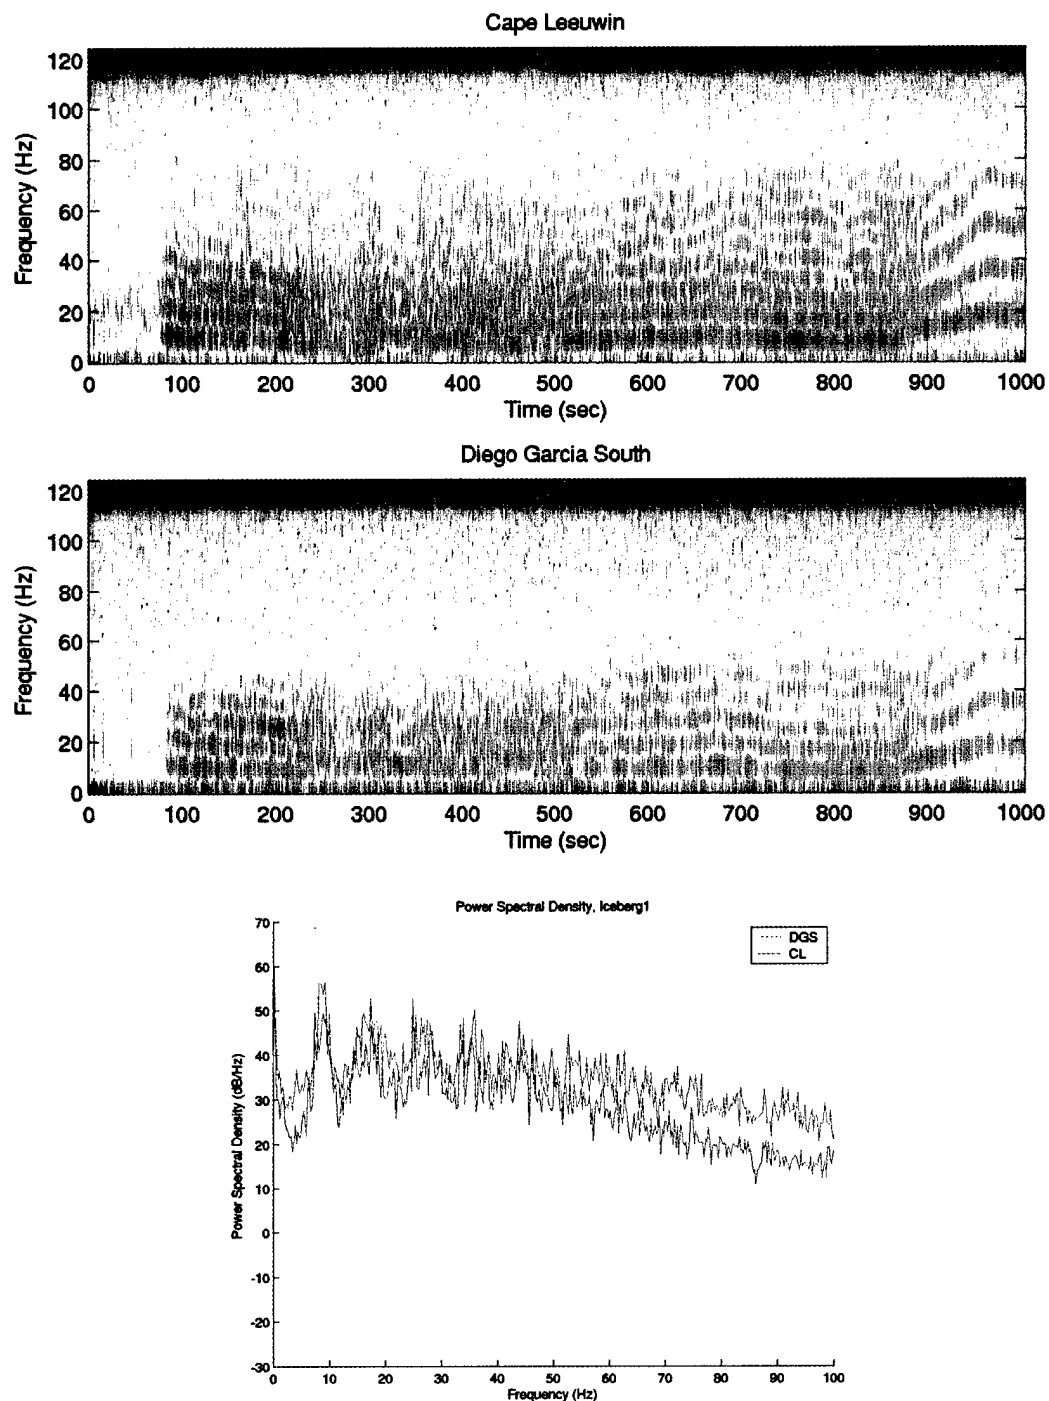 Cape Leeuwin
Frequency (Hz)
120
100
80
60
40
20
0
0 100 200 300 400 500 600 700 800 900 1000
Time (sec)
Diego Garcia South
Frequency (Hz)
120
100
80
60
40
20
0
0 100 200 300 400 500 600 700 800 900 1000
Time (sec)
Power Spectral Density, Iceberg1
Power Spectral Density (dB/Hz)
70
60
50
40
30
20
10
0
-10
-20
-30
DGS
CL
0 10 20 30 40 50 60 70 80 90 100
Frequency (Hz)